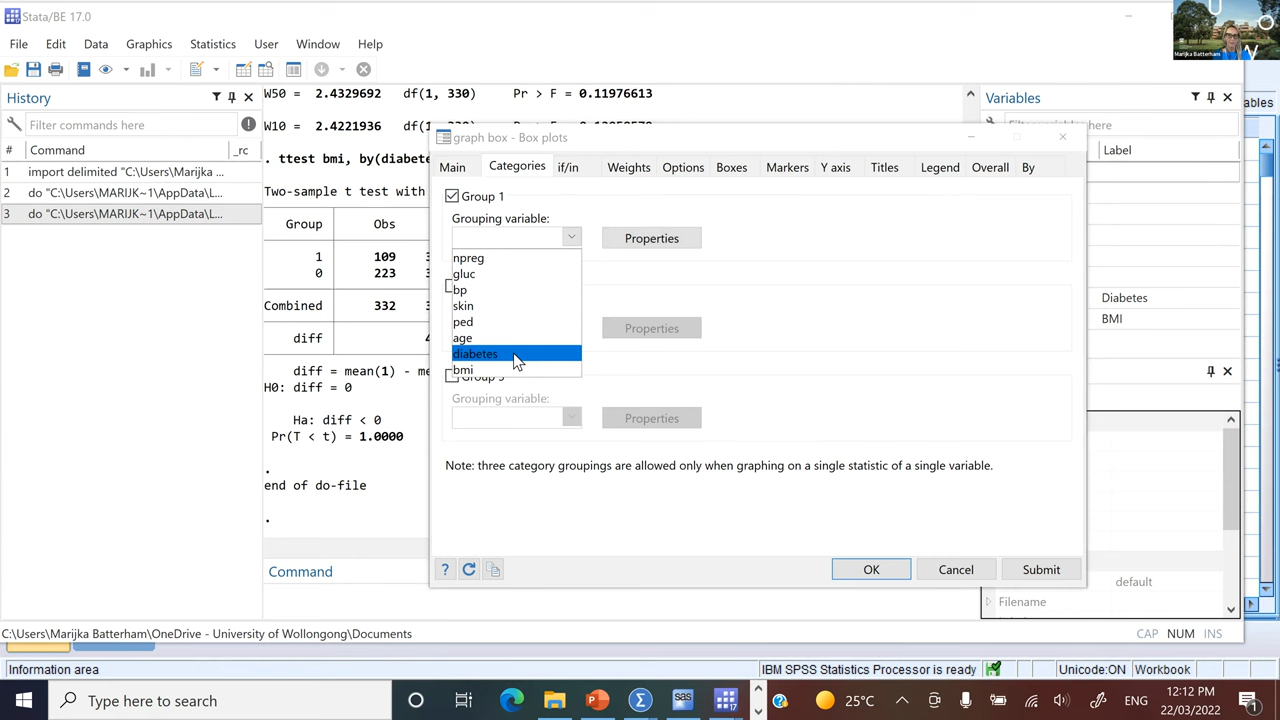 Stata/BE 17.0
U
O
W
Marijka Batterham
File Edit Data Graphics Statistics User Window Help
History
Filter commands here
# Command _rc
1 import delimited "C:\Users\Marijka ...
2 do "C:\Users\MARIJK~1\AppData\L...
3 do "C:\Users\MARIJK~1\AppData\L...
W50 = 2.4329692 df(1, 330) Pr > F = 0.11976613
W10 = 2.4221936 df(1, 330)
. ttest bmi, by(diabete
Two-sample t test with
Group Obs
1 109
0 223
Combined 332
diff
diff = mean(1) - me
H0: diff = 0
Ha: diff < 0
Pr(T < t) = 1.0000
.
end of do-file
.
Command
graph box - Box plots
Main Categories if/in Weights Options Boxes Markers Y axis Titles Legend Overall By
Group 1
Grouping variable:
Properties
npreg
gluc
bp
skin
ped
age
diabetes
bmi
Properties
Grouping variable:
Properties
Note: three category groupings are allowed only when graphing on a single statistic of a single variable.
? OK Cancel Submit
Variables
Filter variables here
Label
Diabetes
BMI
default
Filename
ables
C:\Users\Marijka Batterham\OneDrive - University of Wollongong\Documents
CAP NUM INS
Information area
IBM SPSS Statistics Processor is ready
Unicode:ON
Workbook
Type here to search
25°C
ENG
12:12 PM
22/03/2022
1